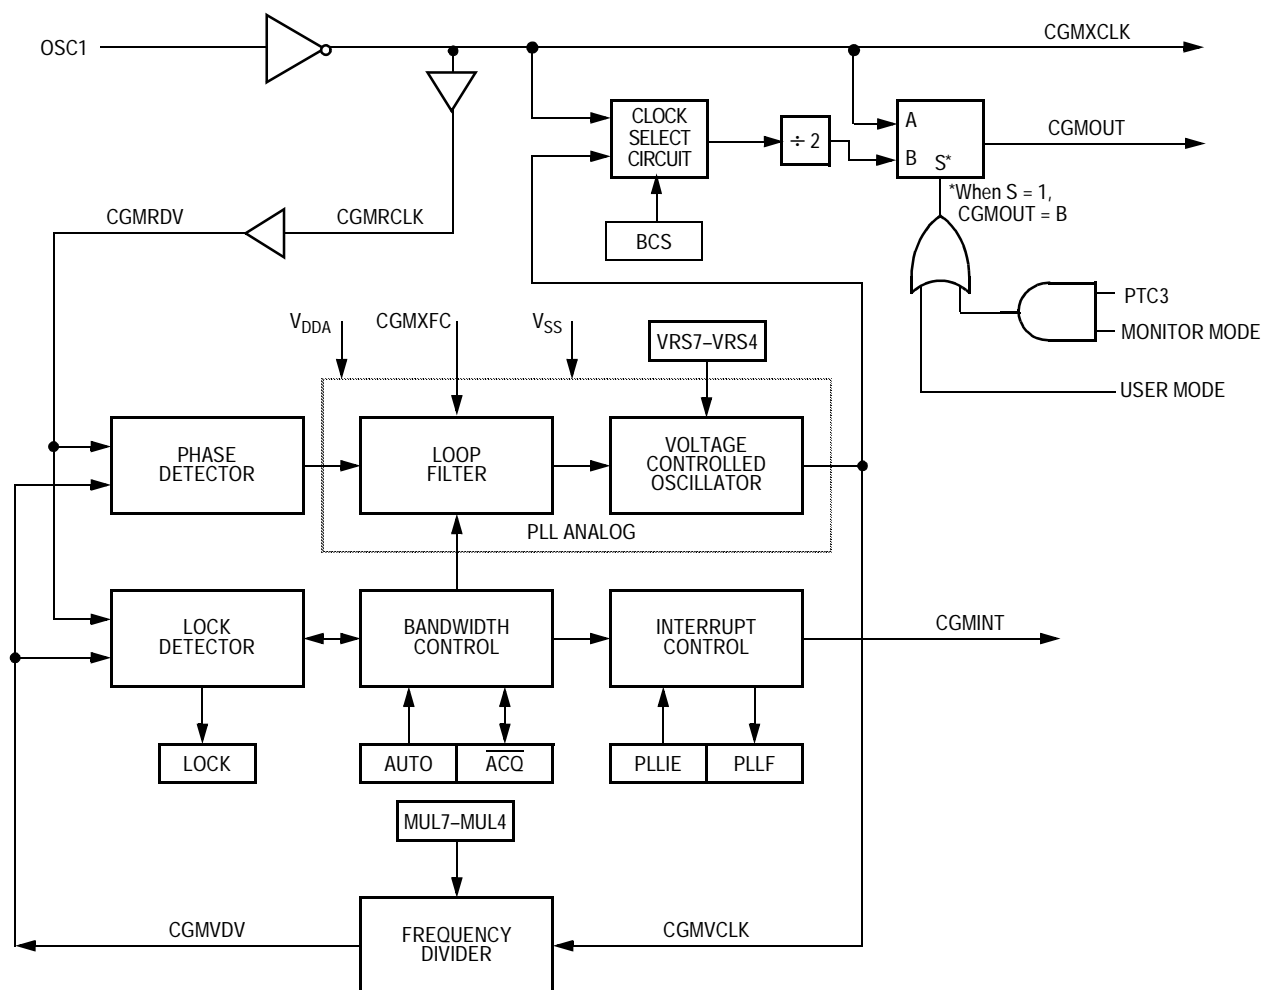 OSC1
CGMXCLK
CLOCK
SELECT
CIRCUIT
÷ 2
A
B
S*
CGMOUT
*When S = 1,
CGMOUT = B
BCS
CGMRDV
CGMRCLK
PTC3
MONITOR MODE
USER MODE
VDDA
CGMXFC
VSS
VRS7–VRS4
PHASE
DETECTOR
LOOP
FILTER
VOLTAGE
CONTROLLED
OSCILLATOR
PLL ANALOG
LOCK
DETECTOR
BANDWIDTH
CONTROL
INTERRUPT
CONTROL
CGMINT
LOCK
AUTO
ACQ
PLLIE
PLLF
MUL7–MUL4
CGMVDV
FREQUENCY
DIVIDER
CGMVCLK